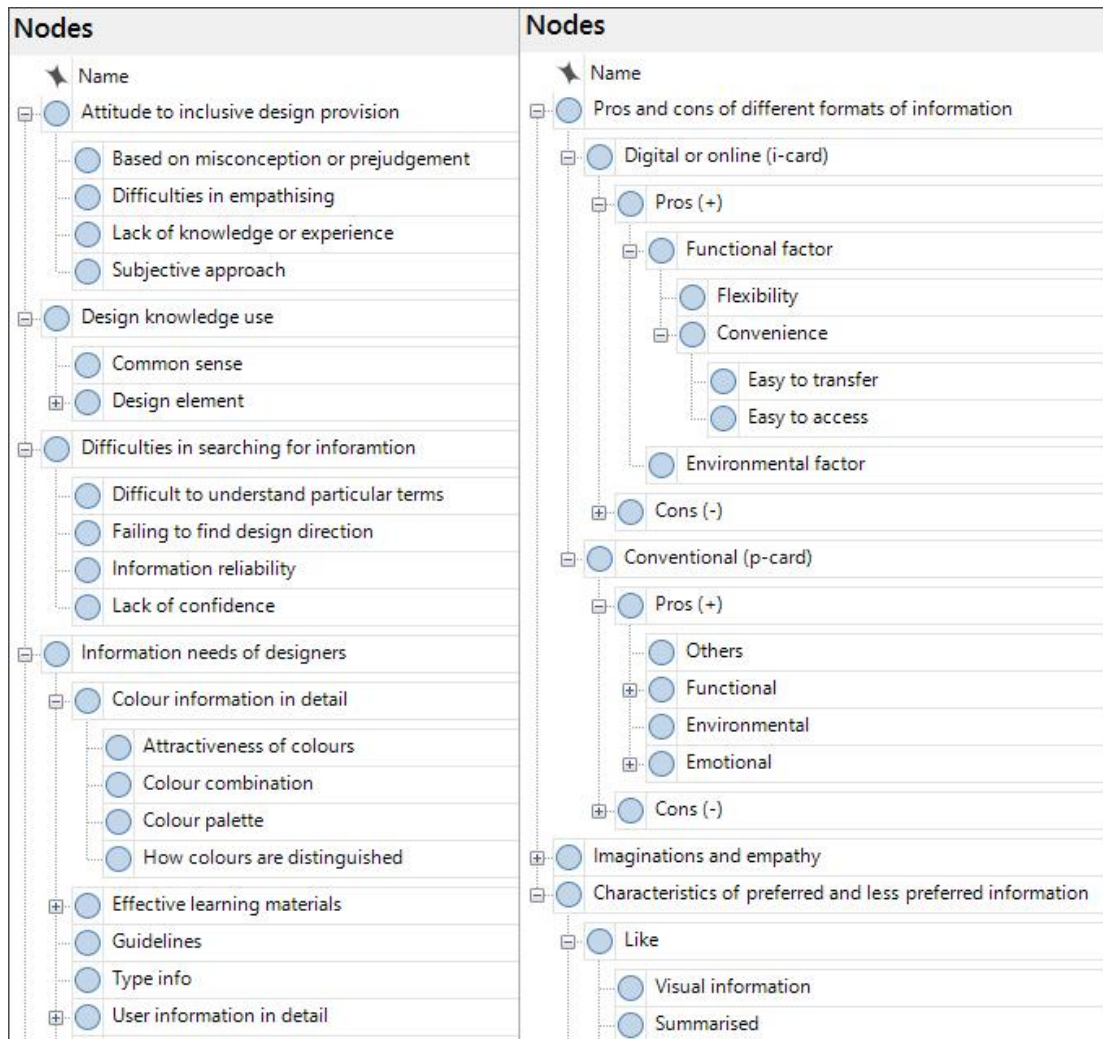 Nodes
Name
Attitude to inclusive design provision
Based on misconception or prejudgement
Difficulties in empathising
Lack of knowledge or experience
Subjective approach
Design knowledge use
Common sense
Design element
Difficulties in searching for inforamtion
Difficult to understand particular terms
Failing to find design direction
Information reliability
Lack of confidence
Information needs of designers
Colour information in detail
Attractiveness of colours
Colour combination
Colour palette
How colours are distinguished
Effective learning materials
Guidelines
Type info
User information in detail
Nodes
Name
Pros and cons of different formats of information
Digital or online (i-card)
Pros (+)
Functional factor
Flexibility
Convenience
Easy to transfer
Easy to access
Environmental factor
Cons (-)
Conventional (p-card)
Pros (+)
Others
Functional
Environmental
Emotional
Cons (-)
Imaginations and empathy
Characteristics of preferred and less preferred information
Like
Visual information
Summarised